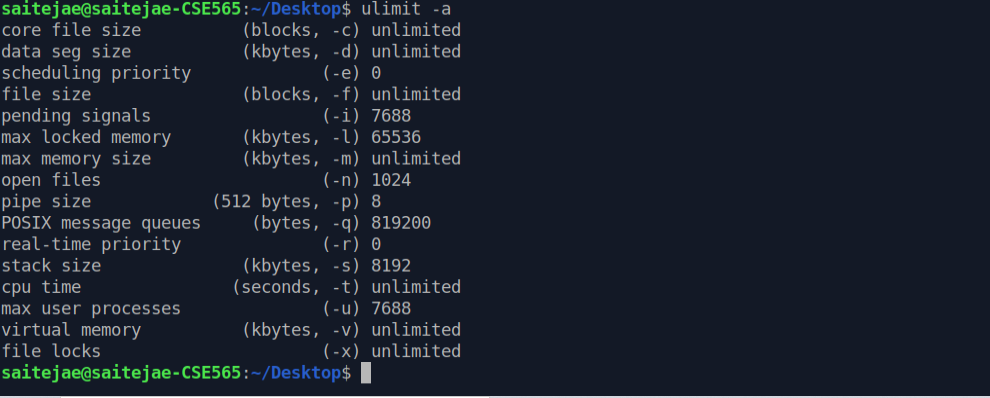 saitejae@saitejae-CSE565:~/Desktop$ ulimit -a
core file size          (blocks, -c) unlimited
data seg size           (kbytes, -d) unlimited
scheduling priority             (-e) 0
file size               (blocks, -f) unlimited
pending signals                 (-i) 7688
max locked memory       (kbytes, -l) 65536
max memory size         (kbytes, -m) unlimited
open files                      (-n) 1024
pipe size            (512 bytes, -p) 8
POSIX message queues     (bytes, -q) 819200
real-time priority              (-r) 0
stack size              (kbytes, -s) 8192
cpu time               (seconds, -t) unlimited
max user processes              (-u) 7688
virtual memory          (kbytes, -v) unlimited
file locks                      (-x) unlimited
saitejae@saitejae-CSE565:~/Desktop$